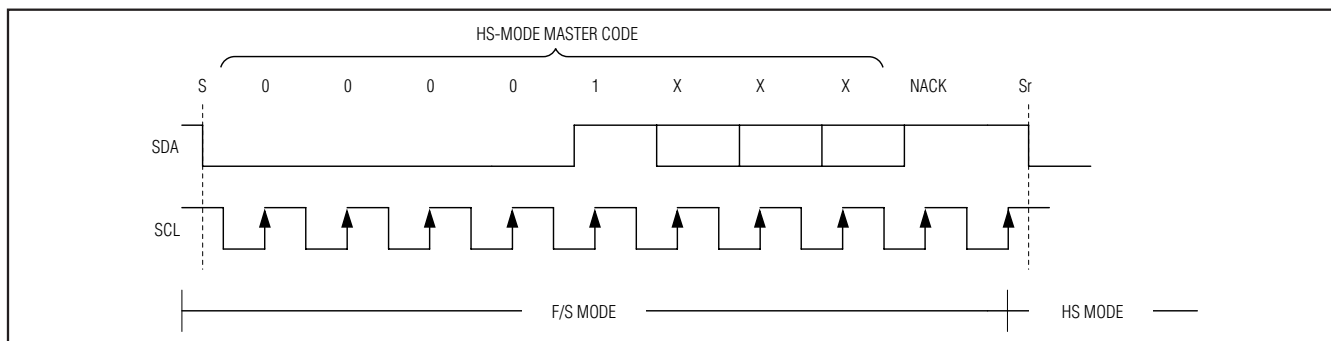 HS-MODE MASTER CODE
S 0 0 0 0 1 X X X NACK Sr
SDA
SCL
F/S MODE HS MODE